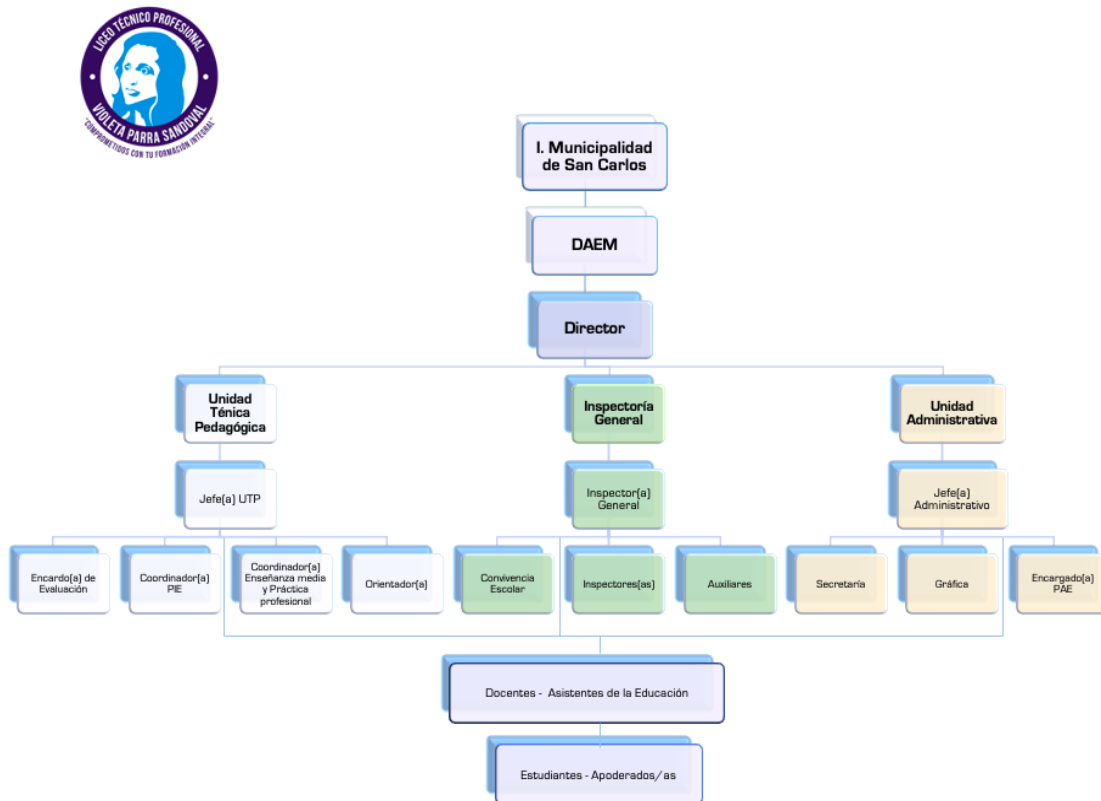 LICEO TÉCNICO PROFESIONAL
VIOLETA PARRA SANDOVAL
"COMPROMETIDOS CON TU FORMACIÓN INTEGRAL"
I. Municipalidad
de San Carlos
DAEM
Director
Unidad
Ténica
Pedagógica
Inspectoría
General
Unidad
Administrativa
Jefe(a) UTP
Inspector(a)
General
Jefe(a)
Administrativo
Encardo(a) de
Evaluación
Coordinador(a)
PIE
Coordinador(a)
Enseñanza media
y Práctica
profesional
Orientador(a)
Convivencia
Escolar
Inspectores(as)
Auxiliares
Secretaría
Gráfica
Encargado(a)
PAE
Docentes - Asistentes de la Educación
Estudiantes - Apoderados/as